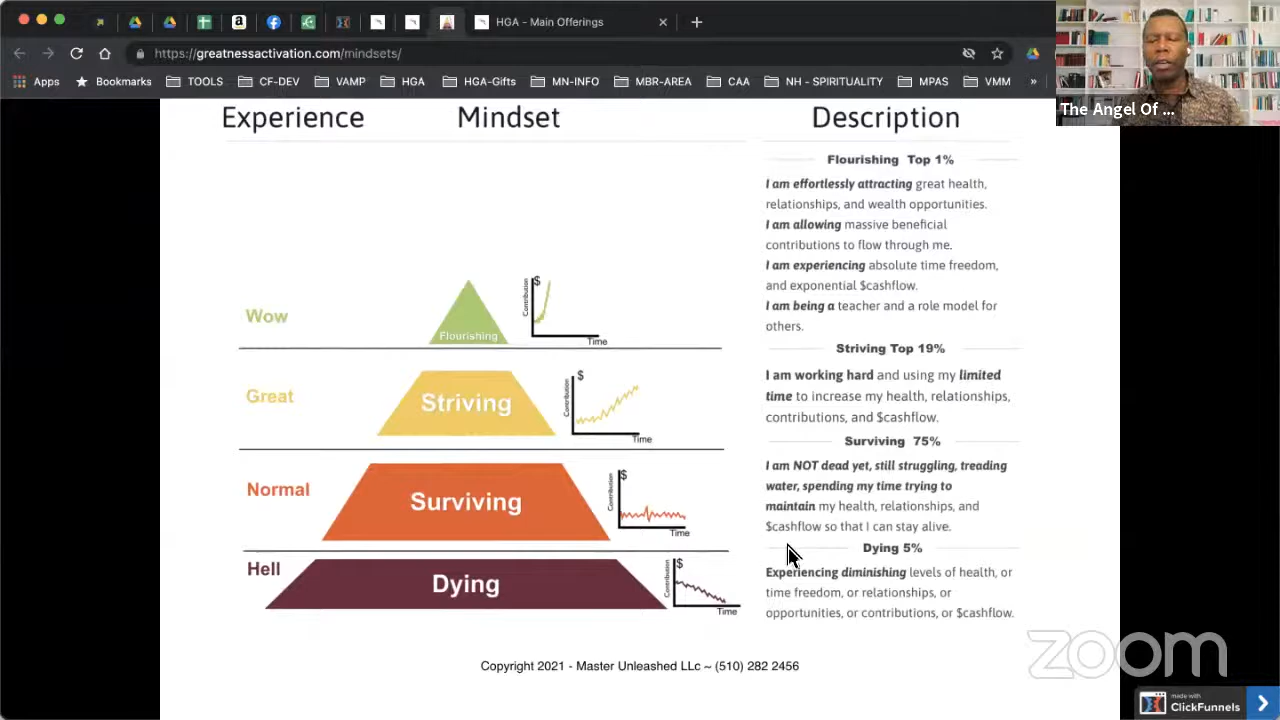 HGA - Main Offerings
https://greatnessactivation.com/mindsets/
Apps Bookmarks TOOLS CF-DEV VAMP HGA HGA-Gifts MN-INFO MBR-AREA CAA NH - SPIRITUALITY MPAS VMM »
The Angel Of ...
Experience Mindset Description
Flourishing Top 1%
I am effortlessly attracting great health,
relationships, and wealth opportunities.
I am allowing massive beneficial
contributions to flow through me.
I am experiencing absolute time freedom,
and exponential $cashflow.
I am being a teacher and a role model for
others.
Wow
Flourishing
$
Contribution
Time
Striving Top 19%
I am working hard and using my limited
time to increase my health, relationships,
contributions, and $cashflow.
Great
Striving
$
Contribution
Time
Surviving 75%
I am NOT dead yet, still struggling, treading
water, spending my time trying to
maintain my health, relationships, and
$cashflow so that I can stay alive.
Normal
Surviving
$
Contribution
Time
Dying 5%
Experiencing diminishing levels of health, or
time freedom, or relationships, or
opportunities, or contributions, or $cashflow.
Hell
Dying
$
Contribution
Time
Copyright 2021 - Master Unleashed LLc ~ (510) 282 2456
zoom
made with
ClickFunnels